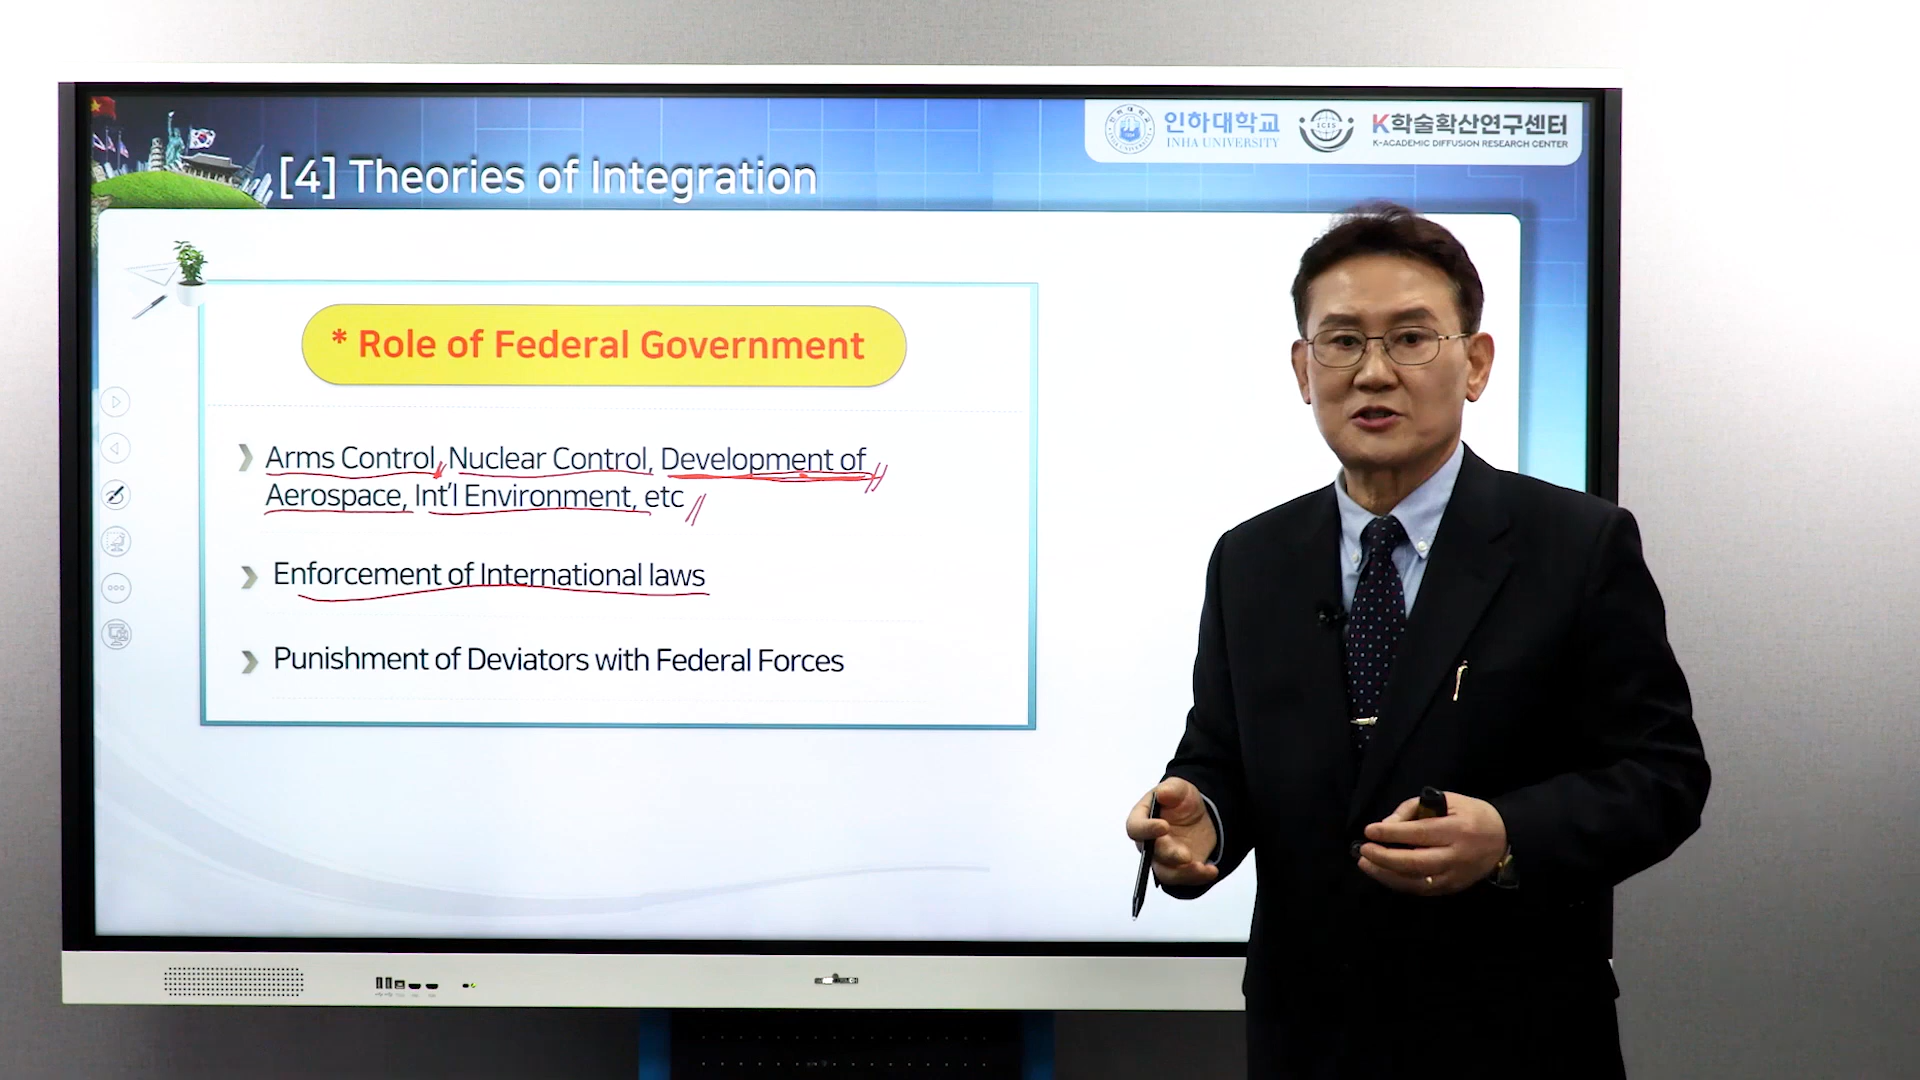 [4] Theories of Integration
인하대학교
INHA UNIVERSITY
ICIS
K학술확산연구센터
K-ACADEMIC DIFFUSION RESEARCH CENTER
* Role of Federal Government
Arms Control, Nuclear Control, Development of
Aerospace, Int'l Environment, etc
Enforcement of International laws
Punishment of Deviators with Federal Forces